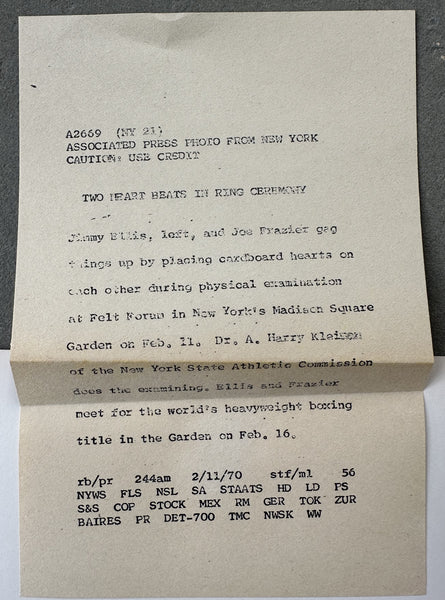 A2669 (NY 21)
ASSOCIATED PRESS PHOTO FROM NEW YORK
CAUTION: USE CREDIT
TWO HEART BEATS IN RING CEREMONY
Jimmy Ellis, left, and Joe Frazier gag
things up by placing cardboard hearts on
each other during physical examination
at Felt Forum in New York's Madison Square
Garden on Feb. 11. Dr. A. Harry Kleiman
of the New York State Athletic Commission
does the examining. Ellis and Frazier
meet for the world's heavyweight boxing
title in the Garden on Feb. 16.
rb/pr 244am 2/11/70 stf/ml 56
NYWS FLS NSL SA STAATS HD LD PS
S&S COP STOCK MEX RM GER TOK ZUR
BAIRES PR DET-700 TMC NWSK WW